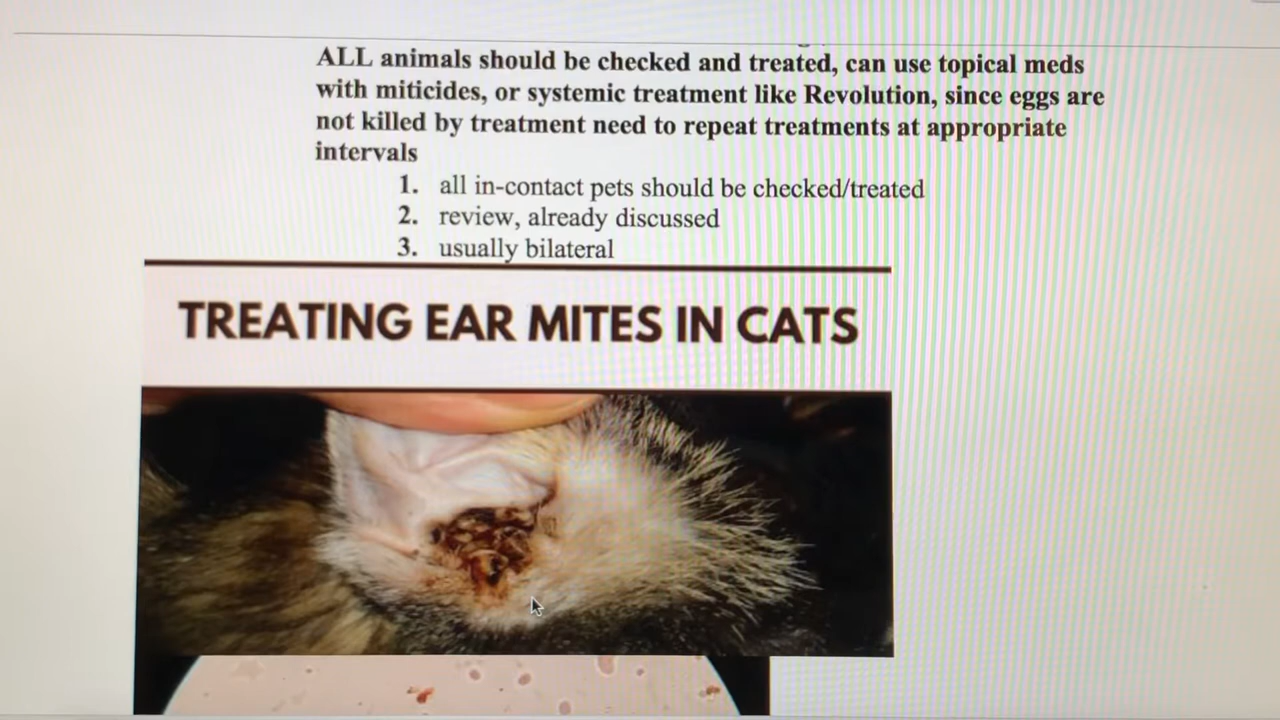 ALL animals should be checked and treated, can use topical meds
with miticides, or systemic treatment like Revolution, since eggs are
not killed by treatment need to repeat treatments at appropriate
intervals
1. all in-contact pets should be checked/treated
2. review, already discussed
3. usually bilateral
TREATING EAR MITES IN CATS